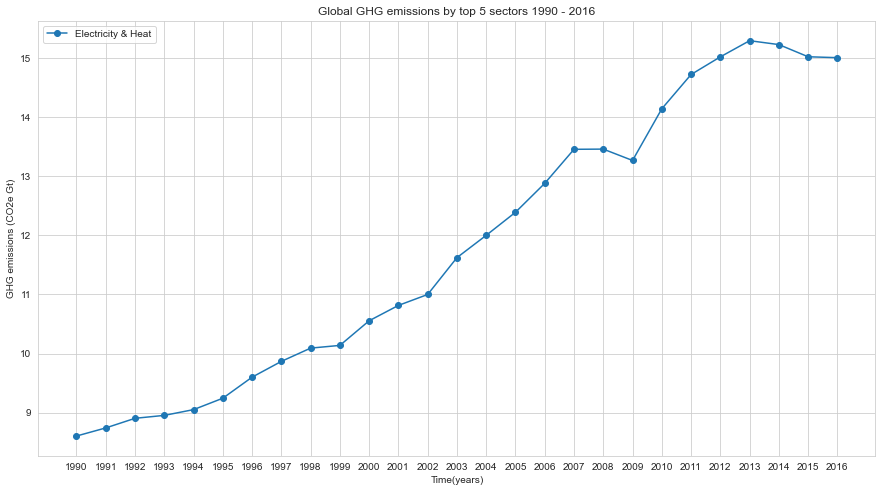 Global GHG emissions by top 5 sectors 1990 - 2016
Electricity & Heat
GHG emissions (CO2e Gt)
15
14
13
12
11
10
9
1990 1991 1992 1993 1994 1995 1996 1997 1998 1999 2000 2001 2002 2003 2004 2005 2006 2007 2008 2009 2010 2011 2012 2013 2014 2015 2016
Time(years)